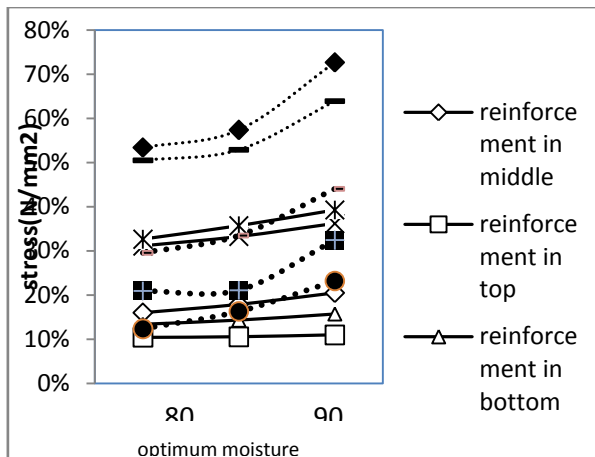 80%
70%
60%
50%
40%
30%
20%
10%
0%
stress(N/mm2)
80
90
optimum moisture
reinforce
ment in
middle
reinforce
ment in
top
reinforce
ment in
bottom